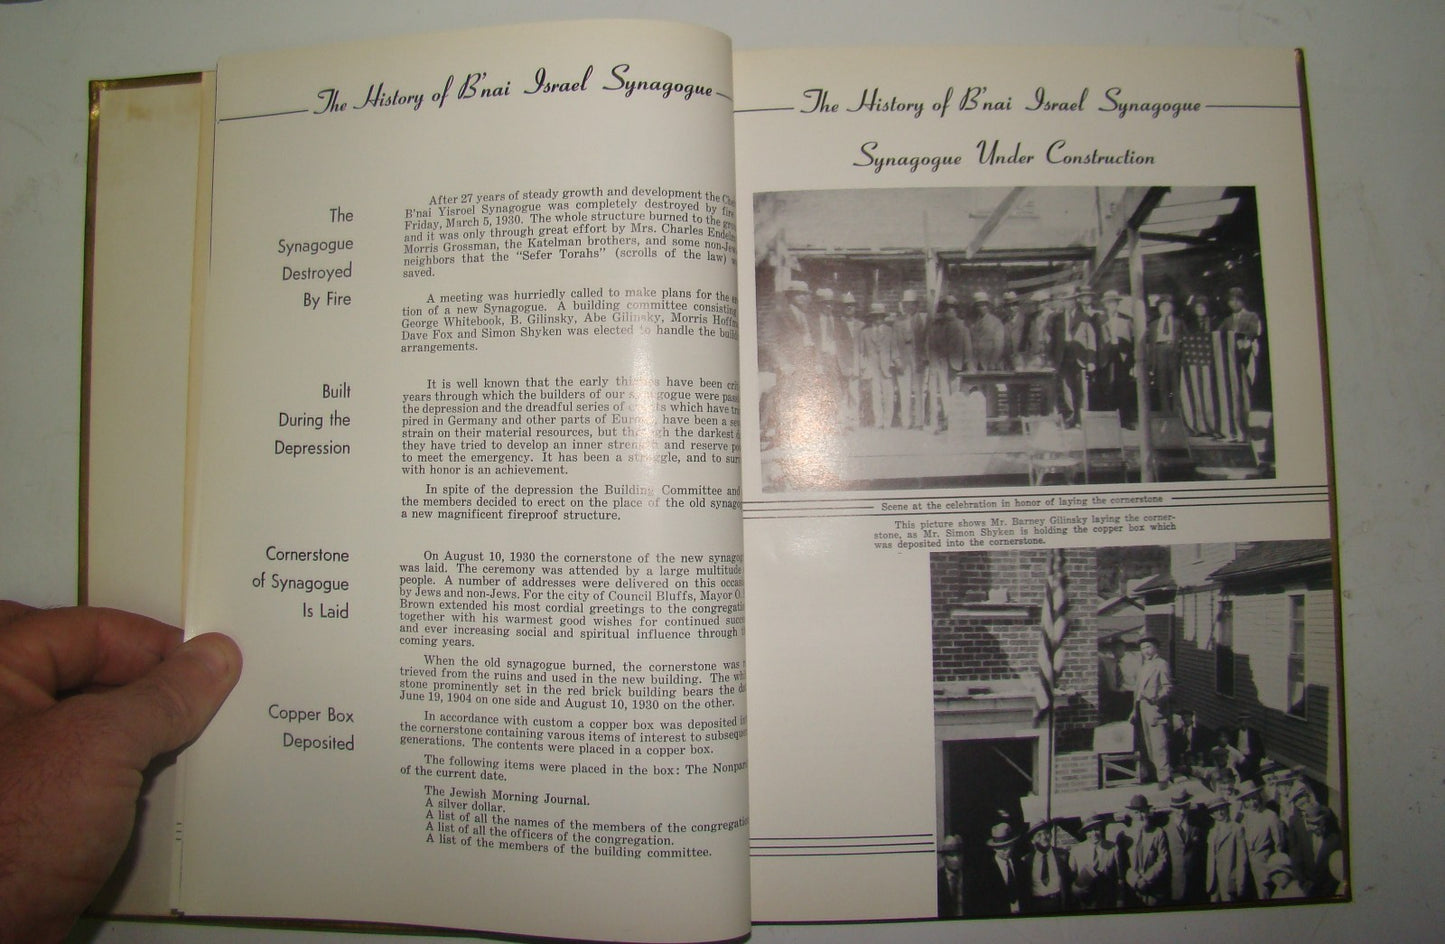 The History of B'nai Israel Synagogue
The
Synagogue
Destroyed
By Fire
After 27 years of steady growth and development the
B'nai Yisroel Synagogue was completely destroyed by fire
Friday, March 5, 1930. The whole structure burned to the
and it was only through great effort by Mrs. Charles
Morris Grossman, the Katelman brothers, and some
neighbors that the "Sefer Torahs" (scrolls of the law)
saved.
A meeting was hurriedly called to make plans for the
tion of a new Synagogue. A building committee consisting
George Whitebook, B. Gilinsky, Abe Gilinsky, Morris
Dave Fox and Simon Shyken was elected to handle the
arrangements.
Built
During the
Depression
It is well known that the early have been
years through which the builders of our synagogue were
the depression and the dreadful series of which have
pired in Germany and other parts of have been a
strain on their material resources, but through the darkest
they have tried to develop an inner strength and reserve
to meet the emergency. It has been a struggle, and to
with honor is an achievement.
In spite of the depression the Building Committee and
the members decided to erect on the place of the old
a new magnificent fireproof structure.
Cornerstone
of Synagogue
Is Laid
On August 10, 1930 the cornerstone of the new
was laid. The ceremony was attended by a large multitude
people. A number of addresses were delivered on this
by Jews and non-Jews. For the city of Council Bluffs, Mayor O.
Brown extended his most cordial greetings to the
together with his warmest good wishes for continued
and ever increasing social and spiritual influence through
coming years.
When the old synagogue burned, the cornerstone was
trieved from the ruins and used in the new building. The
stone prominently set in the red brick building bears the
June 19, 1904 on one side and August 10, 1930 on the other.
Copper Box
Deposited
In accordance with custom a copper box was deposited
the cornerstone containing varous items of interest to
generations. The contents were placed in a copper box.
The following items were placed in the box: The
of the current date.
The Jewish Morning Journal.
A silver dollar.
A list of all the names of the members of the
A list of all the officers of the congregation.
A list of the members of the building committee.
The History of B'nai Israel Synagogue
Synagogue Under Construction
Scene at the celebration in honor of laying the cornerstone
This picture shows Mr. Barney Gilinsky laying the corner-
stone, as Mr. Simon Shyken is holding the copper box which
was deposited into the cornerstone.